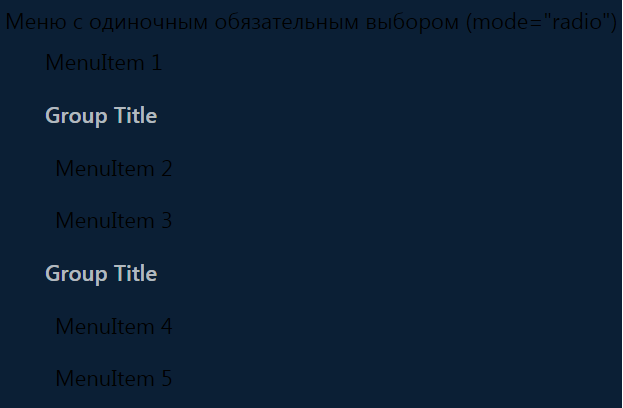 Меню с одиночным обязательным выбором (mode="radio")
MenuItem 1
Group Title
MenuItem 2
MenuItem 3
Group Title
MenuItem 4
MenuItem 5